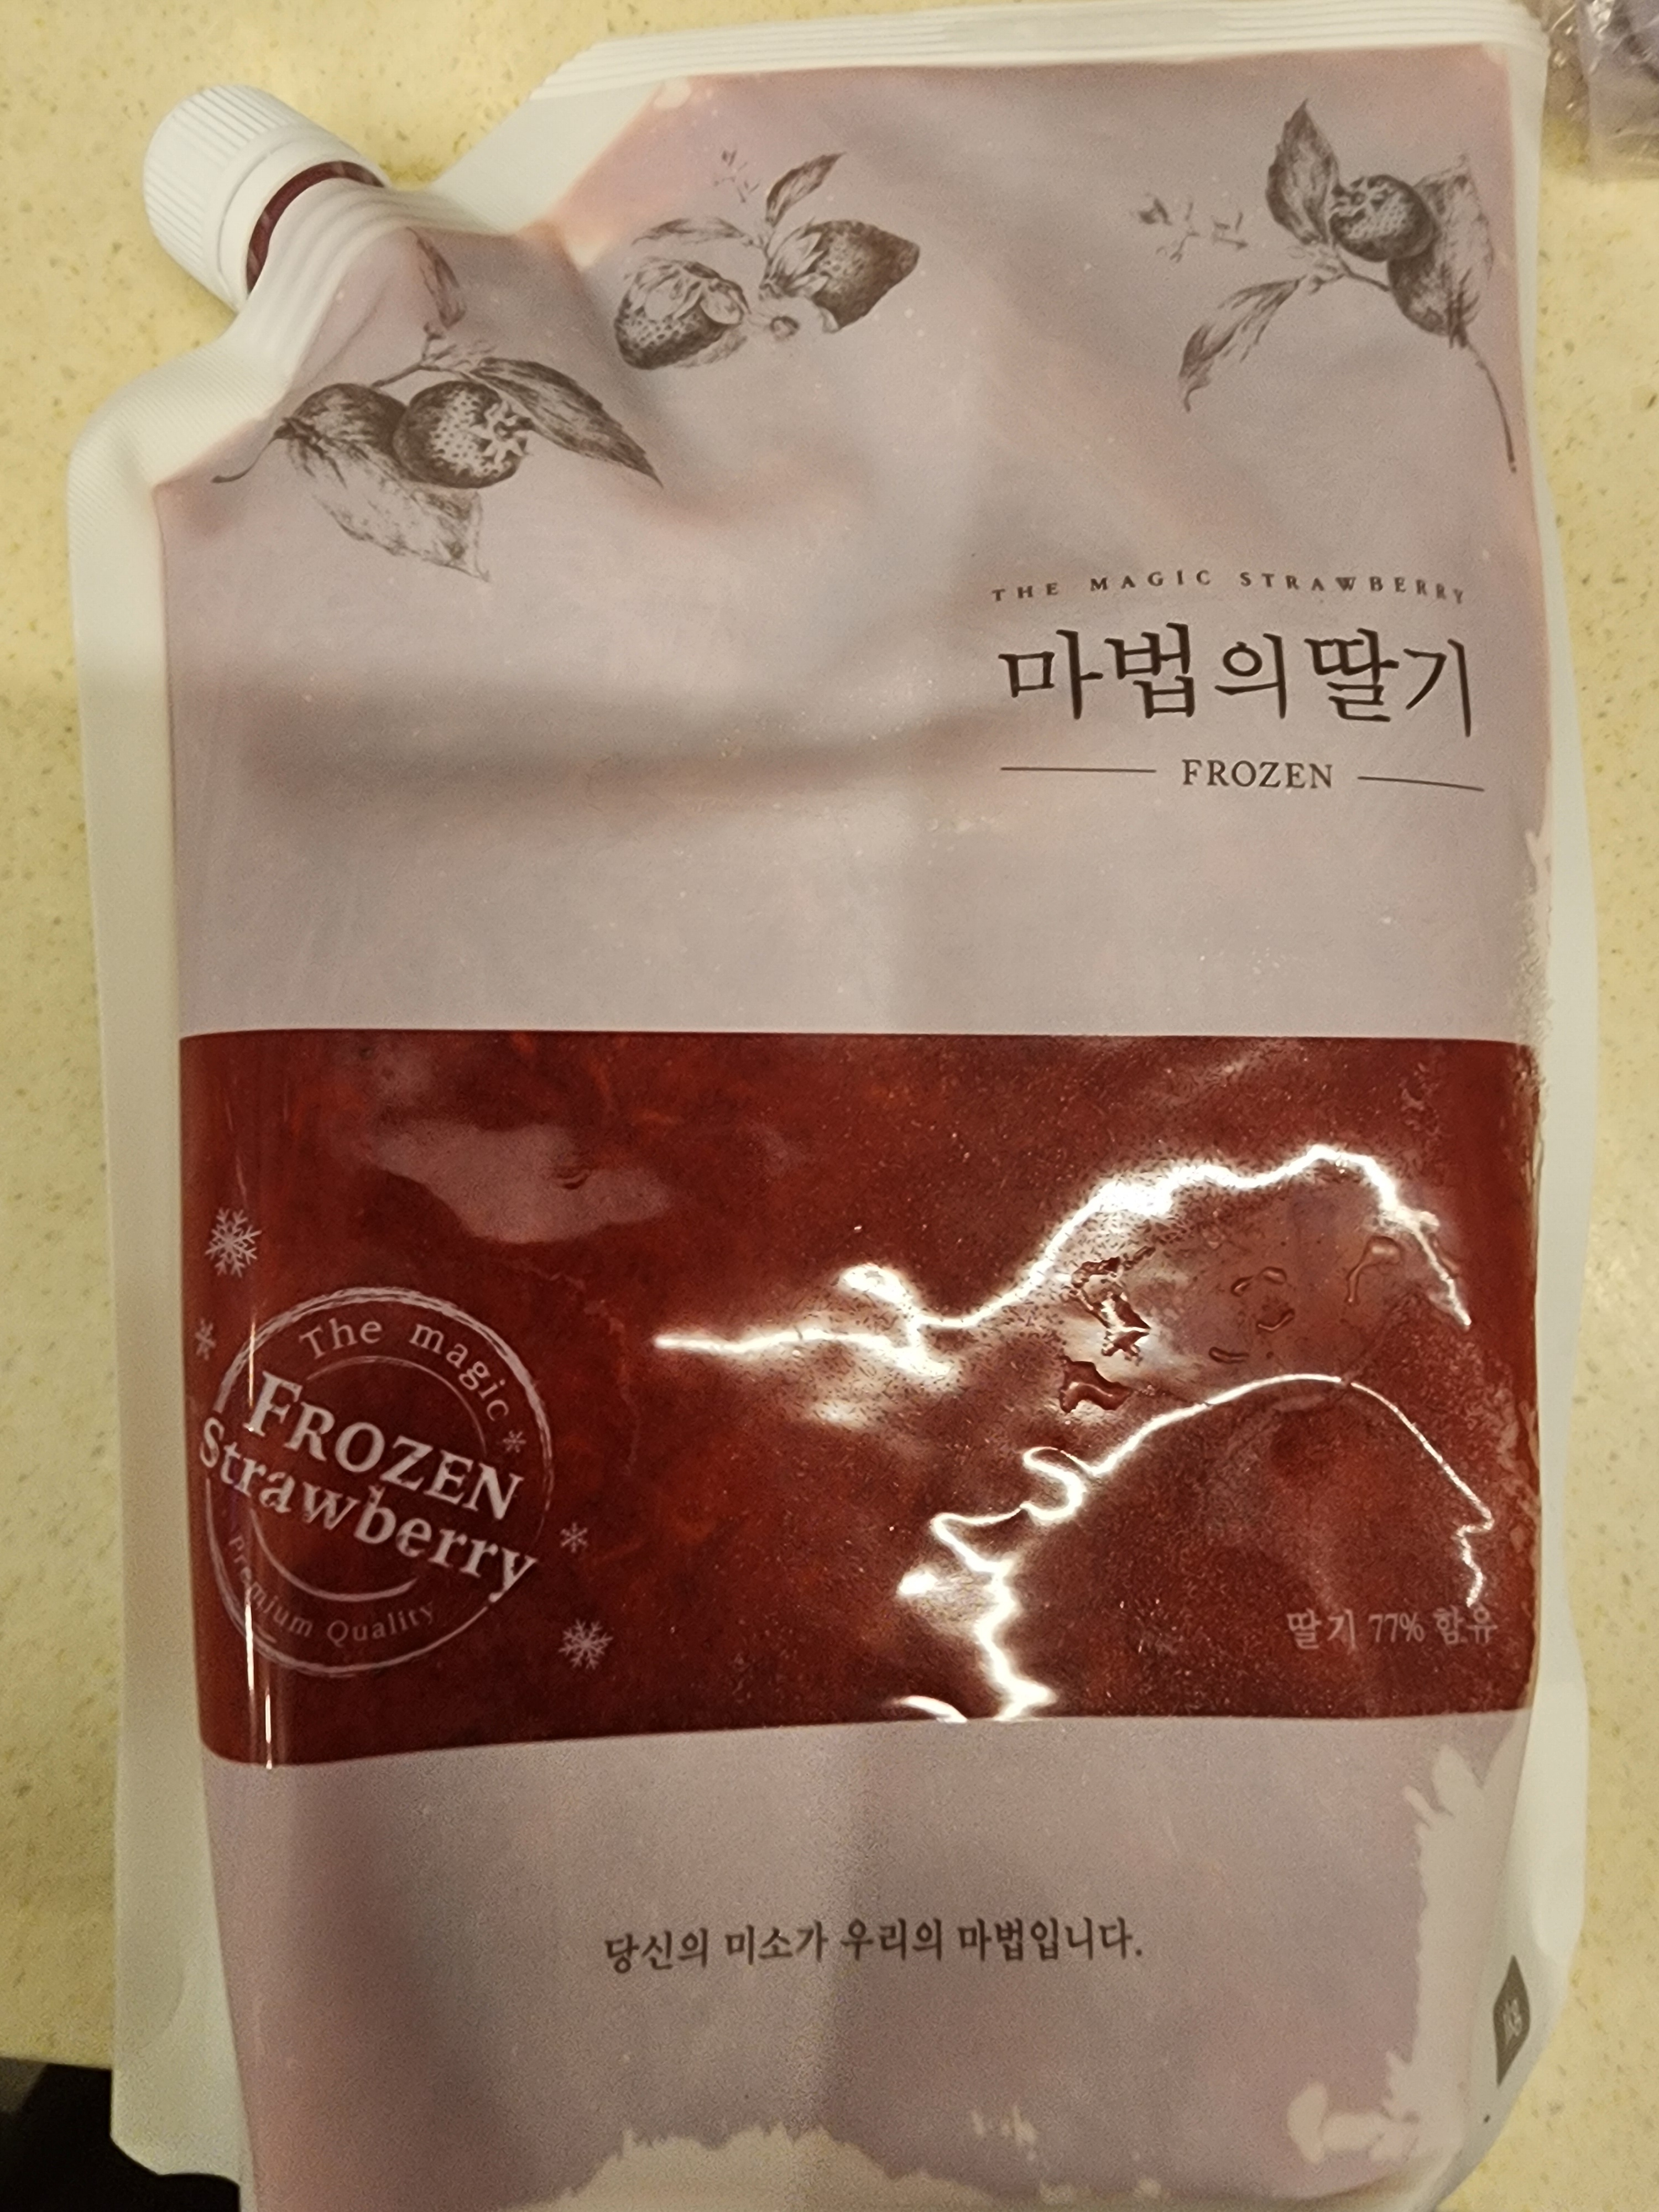 THE MAGIC STRAWBERRY
마법의딸기
FROZEN
The magic
FROZEN
Strawberry
Premium Quality
딸기 77% 함유
당신의 미소가 우리의 마법입니다.